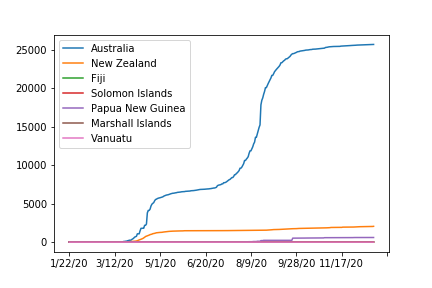 25000
20000
15000
10000
5000
0
Australia
New Zealand
Fiji
Solomon Islands
Papua New Guinea
Marshall Islands
Vanuatu
1/22/20 3/12/20 5/1/20 6/20/20 8/9/20 9/28/20 11/17/20